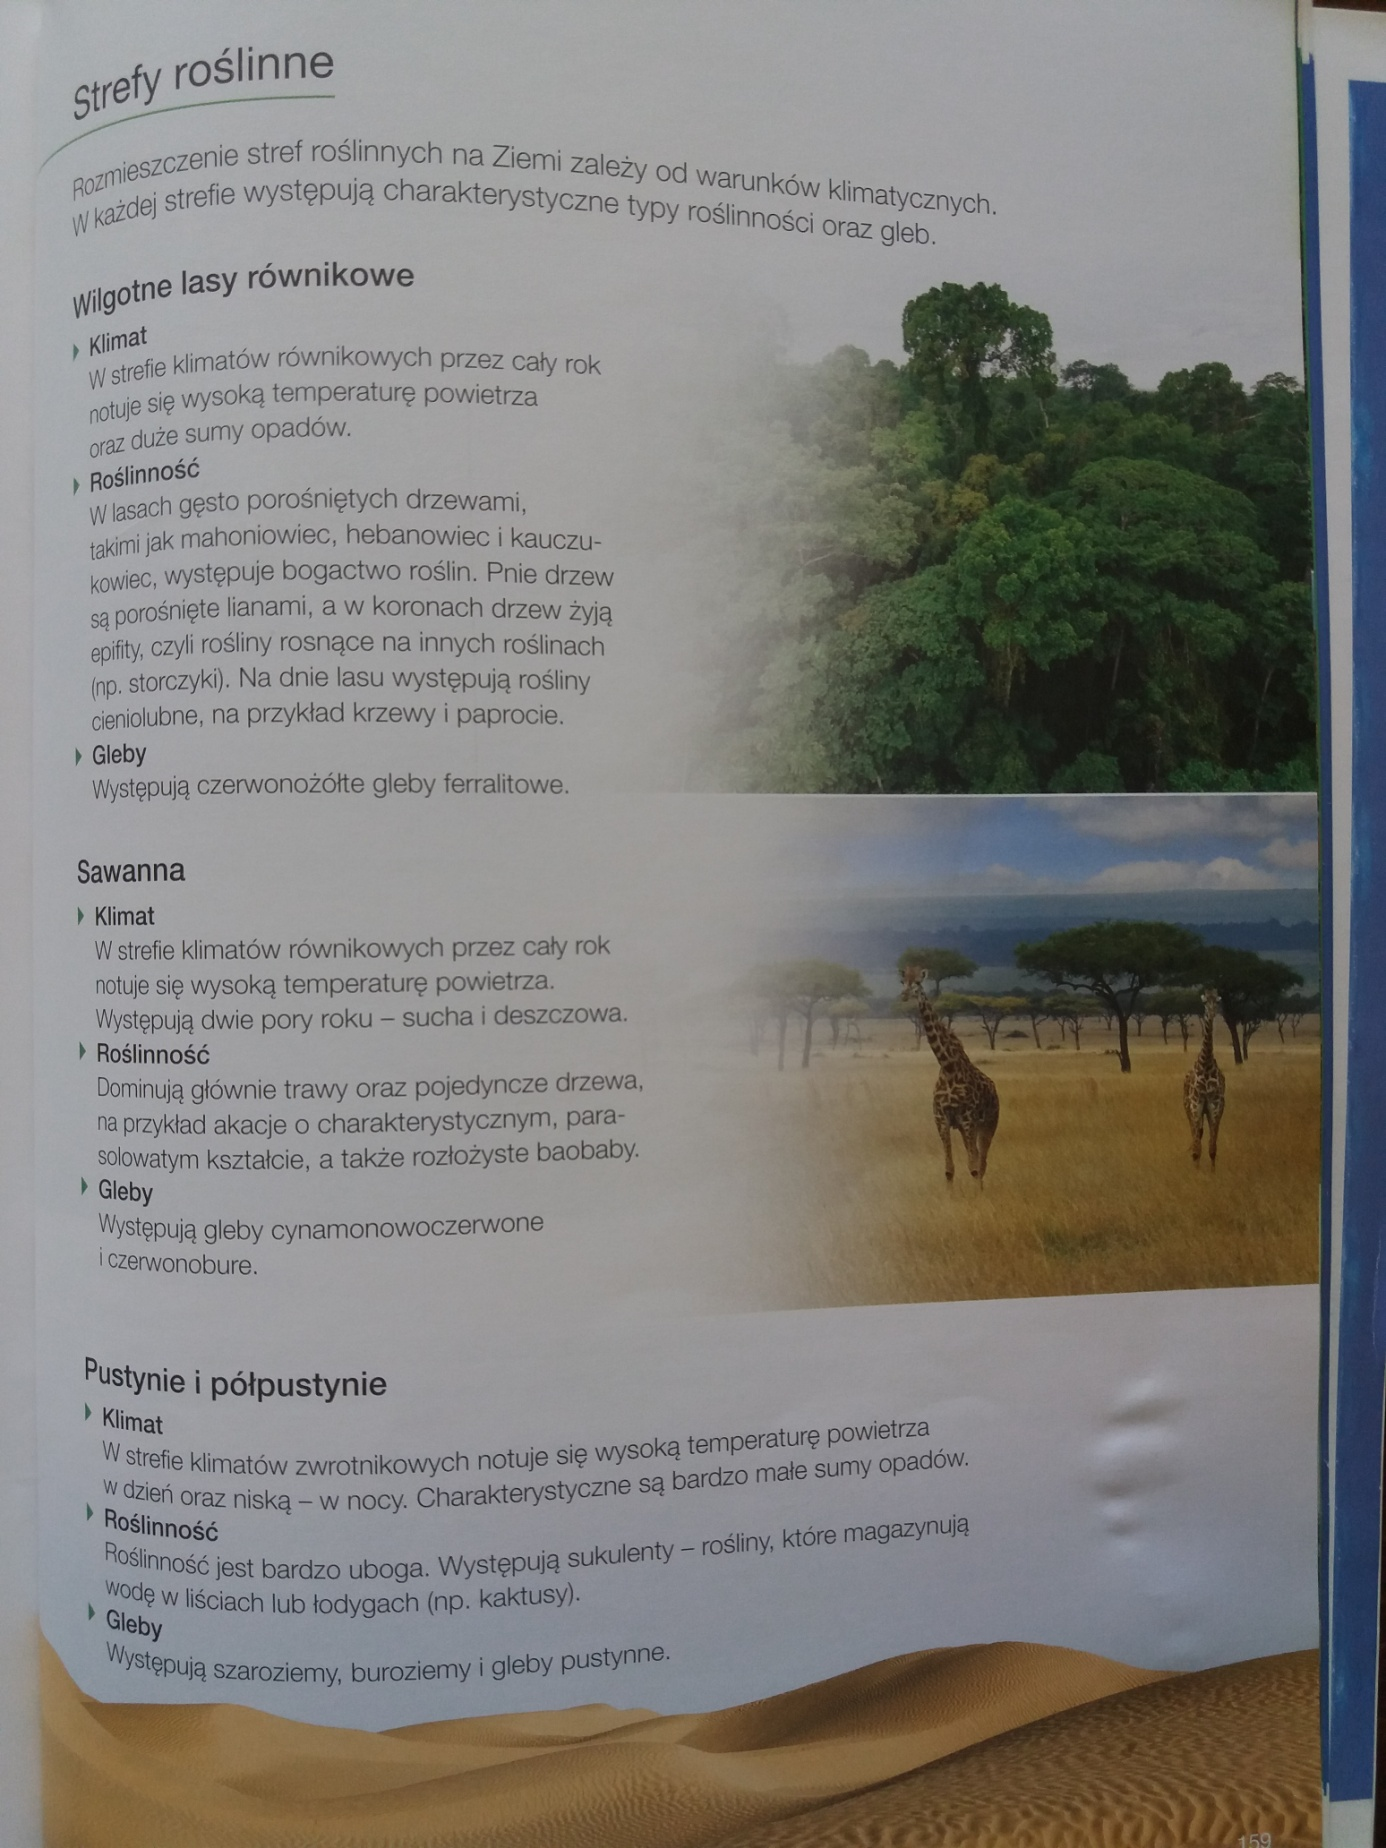 Strefy roślinne
Rozmieszczenie stref roślinnych na Ziemi zależy od warunków klimatycznych.
W każdej strefie występują charakterystyczne typy roślinności oraz gleb.
Wilgotne lasy równikowe
Klimat
W strefie klimatów równikowych przez cały rok
notuje się wysoką temperaturę powietrza
oraz duże sumy opadów.
Roślinność
W lasach gęsto porośniętych drzewami,
takimi jak mahoniowiec, hebanowiec i kauczu-
kowiec, występuje bogactwo roślin. Pnie drzew
są porośnięte lianami, a w koronach drzew żyją
epifity, czyli rośliny rosnące na innych roślinach
(np. storczyki). Na dnie lasu występują rośliny
cieniolubne, na przykład krzewy i paprocie.
Gleby
Występują czerwonożółte gleby ferralitowe.
Sawanna
Klimat
W strefie klimatów równikowych przez cały rok
notuje się wysoką temperaturę powietrza.
Występują dwie pory roku – sucha i deszczowa.
Roślinność
Dominują głównie trawy oraz pojedyncze drzewa,
na przykład akacje o charakterystycznym, para-
solowatym kształcie, a także rozłożyste baobaby.
Gleby
Występują gleby cynamonowoczerwone
i czerwonobure.
Pustynie i półpustynie
Klimat
W strefie klimatów zwrotnikowych notuje się wysoką temperaturę powietrza
w dzień oraz niską – w nocy. Charakterystyczne są bardzo małe sumy opadów.
Roślinność
Roślinność jest bardzo uboga. Występują sukulenty – rośliny, które magazynują
wodę w liściach lub łodygach (np. kaktusy).
Gleby
Występują szaroziemy, buroziemy i gleby pustynne.
159